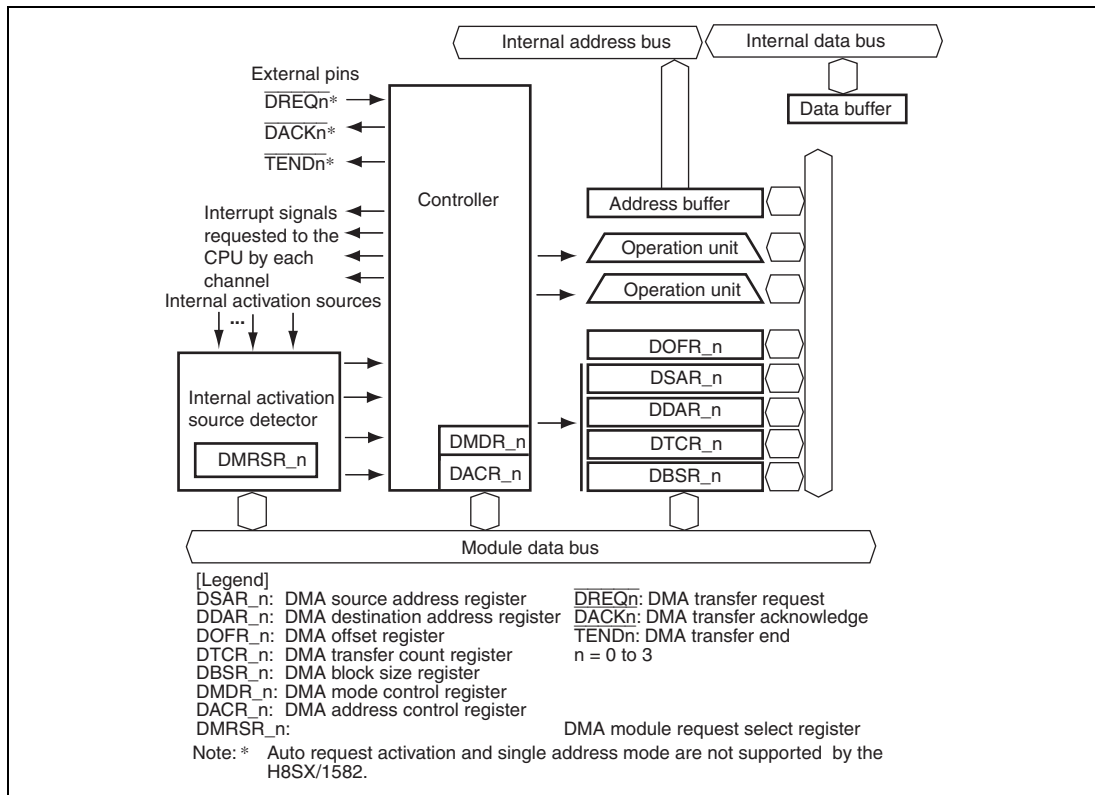 Internal address bus
Internal data bus
External pins
DREQn*
DACKn*
TENDn*
Data buffer
Controller
Address buffer
Interrupt signals
requested to the
CPU by each
channel
Operation unit
Operation unit
Internal activation sources
...
Internal activation
source detector
DMRSR_n
DMDR_n
DACR_n
DOFR_n
DSAR_n
DDAR_n
DTCR_n
DBSR_n
Module data bus
[Legend]
DSAR_n: DMA source address register
DDAR_n: DMA destination address register
DOFR_n: DMA offset register
DTCR_n: DMA transfer count register
DBSR_n: DMA block size register
DMDR_n: DMA mode control register
DACR_n: DMA address control register
DMRSR_n: DMA module request select register
DREQn: DMA transfer request
DACKn: DMA transfer acknowledge
TENDn: DMA transfer end
n = 0 to 3
Note: * Auto request activation and single address mode are not supported by the
H8SX/1582.